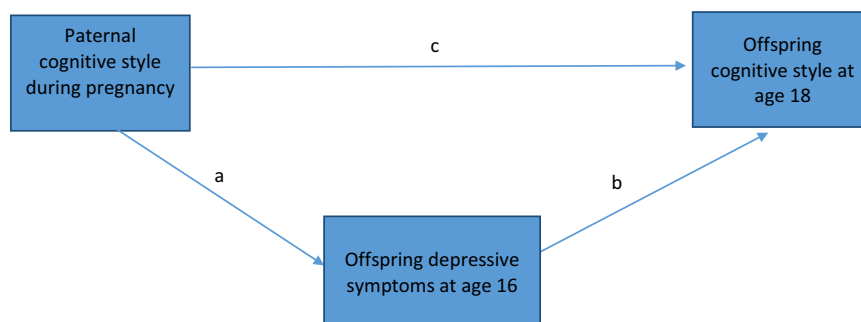 Paternal
cognitive style
during pregnancy
c
Offspring
cognitive style at
age 18
a
b
Offspring depressive
symptoms at age 16